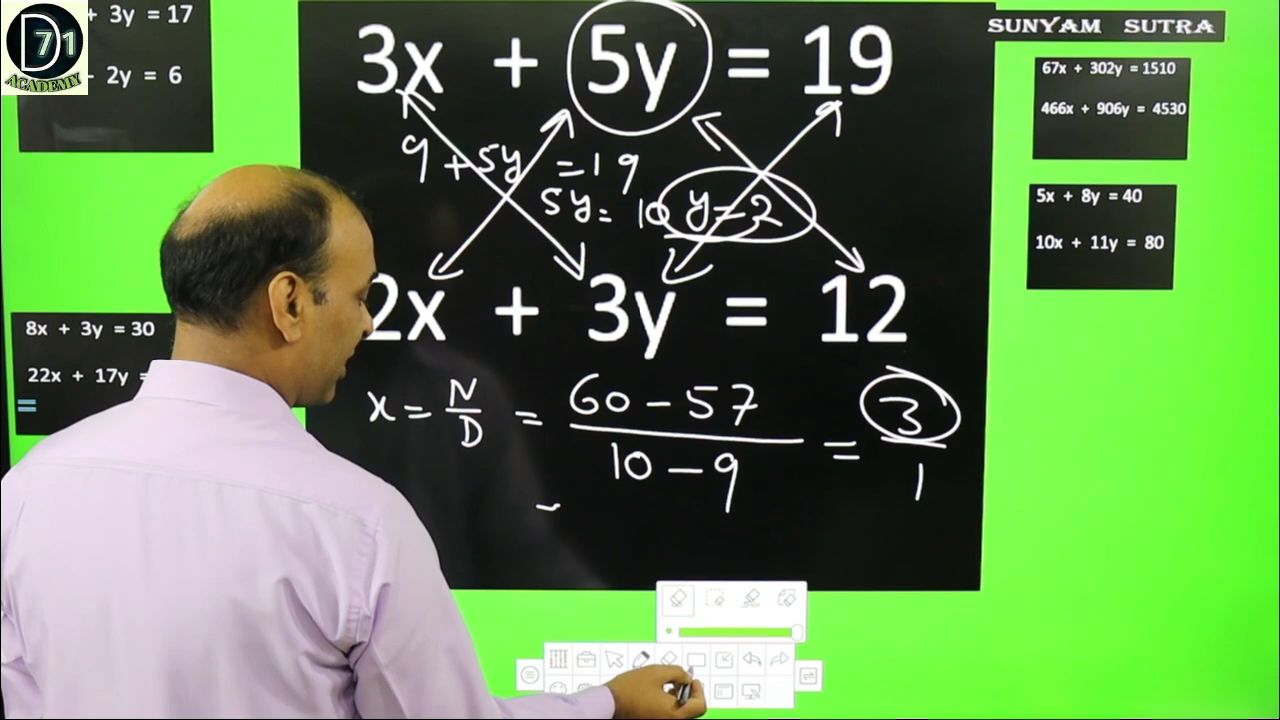 D71
ACADEMY
+ 3y = 17
- 2y = 6
3x + 5y = 19
SUNYAM SUTRA
67x + 302y = 1510
466x + 906y = 4530
9 + 5y = 19
5y = 10 y = 2
5x + 8y = 40
10x + 11y = 80
2x + 3y = 12
8x + 3y = 30
22x + 17y =
=
x = N/D = 60 - 57 / 10 - 9 = 3/1
-